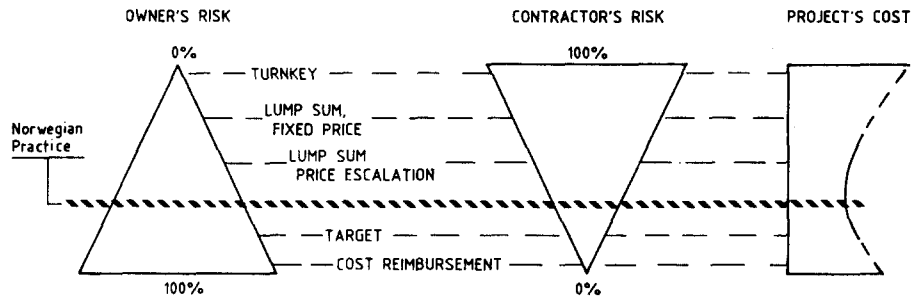 OWNER'S RISK
CONTRACTOR'S RISK
PROJECT'S COST
0%
100%
TURNKEY
LUMP SUM,
FIXED PRICE
Norwegian
Practice
LUMP SUM
PRICE ESCALATION
TARGET
COST REIMBURSEMENT
100%
0%